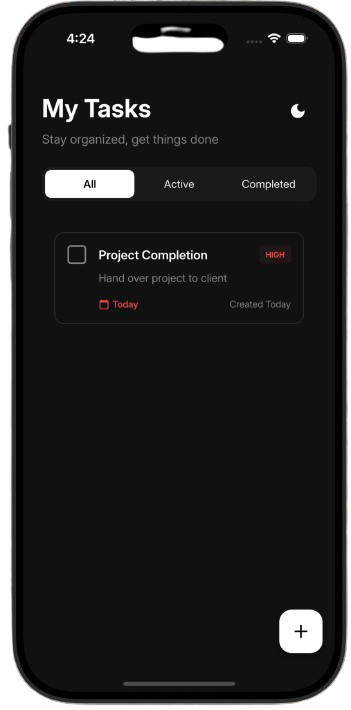 4:24
My Tasks
Stay organized, get things done
All Active Completed
Project Completion HIGH
Hand over project to client
Today Created Today
+